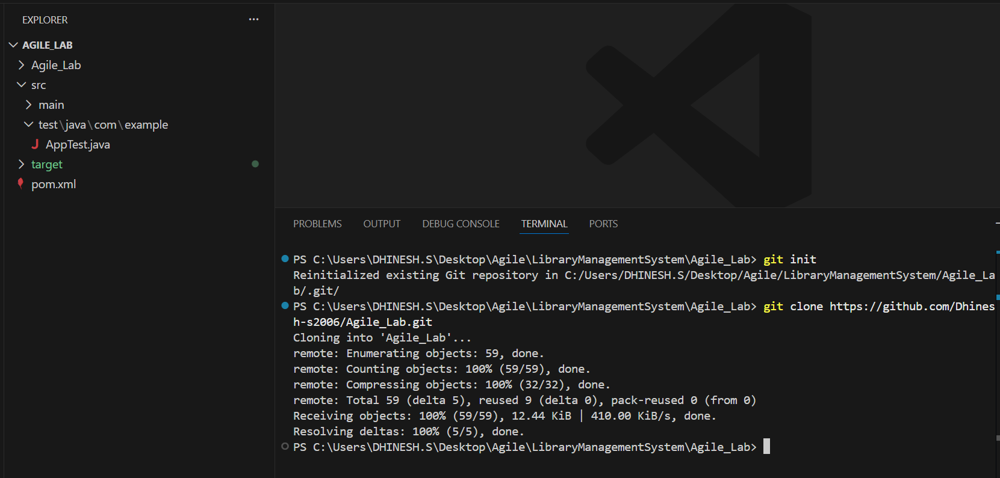 EXPLORER
AGILE_LAB
Agile_Lab
src
main
test\java\com\example
J AppTest.java
target
pom.xml
PROBLEMS OUTPUT DEBUG CONSOLE TERMINAL PORTS
PS C:\Users\DHINESH.S\Desktop\Agile\LibraryManagementSystem\Agile_Lab> git init
Reinitialized existing Git repository in C:/Users/DHINESH.S/Desktop/Agile/LibraryManagementSystem/Agile_La
b/.git/
PS C:\Users\DHINESH.S\Desktop\Agile\LibraryManagementSystem\Agile_Lab> git clone https://github.com/Dhines
h-s2006/Agile_Lab.git
Cloning into 'Agile_Lab'...
remote: Enumerating objects: 59, done.
remote: Counting objects: 100% (59/59), done.
remote: Compressing objects: 100% (32/32), done.
remote: Total 59 (delta 5), reused 9 (delta 0), pack-reused 0 (from 0)
Receiving objects: 100% (59/59), 12.44 KiB | 410.00 KiB/s, done.
Resolving deltas: 100% (5/5), done.
PS C:\Users\DHINESH.S\Desktop\Agile\LibraryManagementSystem\Agile_Lab>